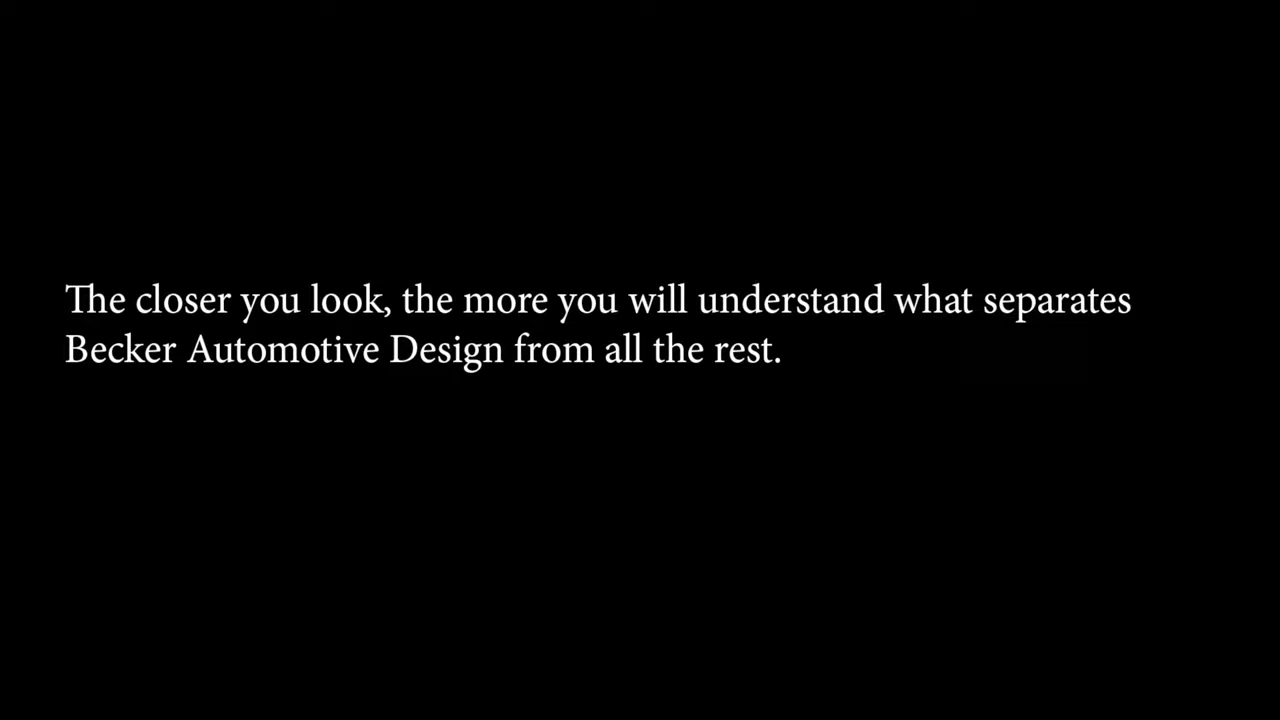 The closer you look, the more you will understand what separates
Becker Automotive Design from all the rest.